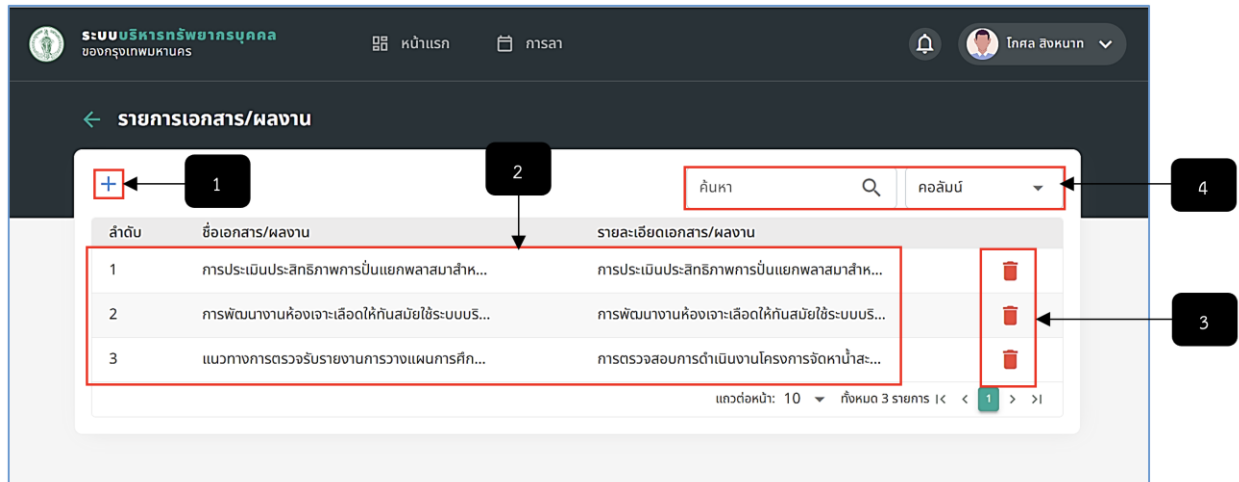 ระบบบริหารทรัพยากรบุคคล
ของกรุงเทพมหานคร
หน้าแรก
การลา
โกศล สิงหนาท
รายการเอกสาร/ผลงาน
1
2
ค้นหา
คอลัมน์
4
ลำดับ ชื่อเอกสาร/ผลงาน รายละเอียดเอกสาร/ผลงาน
1 การประเมินประสิทธิภาพการปั่นแยกพลาสมาสำห... การประเมินประสิทธิภาพการปั่นแยกพลาสมาสำห...
2 การพัฒนางานห้องเจาะเลือดให้ทันสมัยใช้ระบบบริ... การพัฒนางานห้องเจาะเลือดให้ทันสมัยใช้ระบบบริ...
3
3 แนวทางการตรวจรับรายงานการวางแผนการศึก... การตรวจสอบการดำเนินงานโครงการจัดหาน้ำสะ...
แถวต่อหน้า: 10 ทั้งหมด 3 รายการ |< < 1 > >|